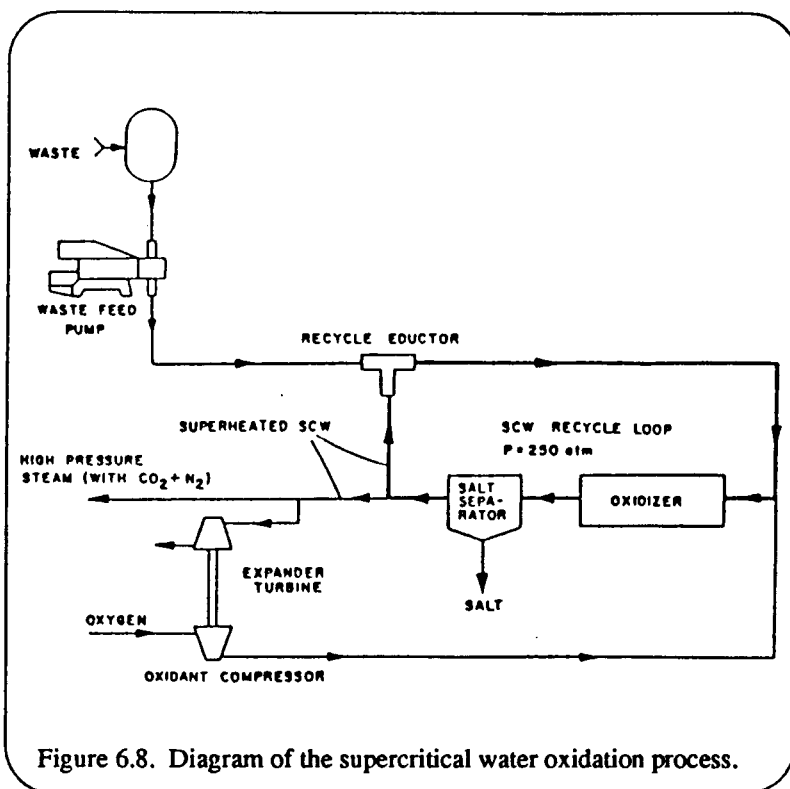 WASTE
WASTE FEED
PUMP
RECYCLE EDUCTOR
SUPERHEATED SCW
SCW RECYCLE LOOP
P = 250 atm
HIGH PRESSURE
STEAM (WITH CO₂ + N₂)
SALT
SEPA-
RATOR
OXIDIZER
EXPANDER
TURBINE
SALT
OXYGEN
OXIDANT COMPRESSOR
Figure 6.8. Diagram of the supercritical water oxidation process.